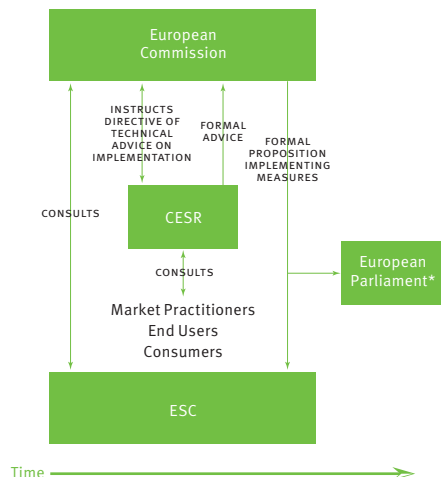 European
Commission
INSTRUCTS
DIRECTIVE OF
TECHNICAL
ADVICE ON
IMPLEMENTATION
FORMAL
ADVICE
FORMAL
PROPOSITION
IMPLEMENTING
MEASURES
CONSULTS
CESR
CONSULTS
European
Parliament*
Market Practitioners
End Users
Consumers
ESC
Time